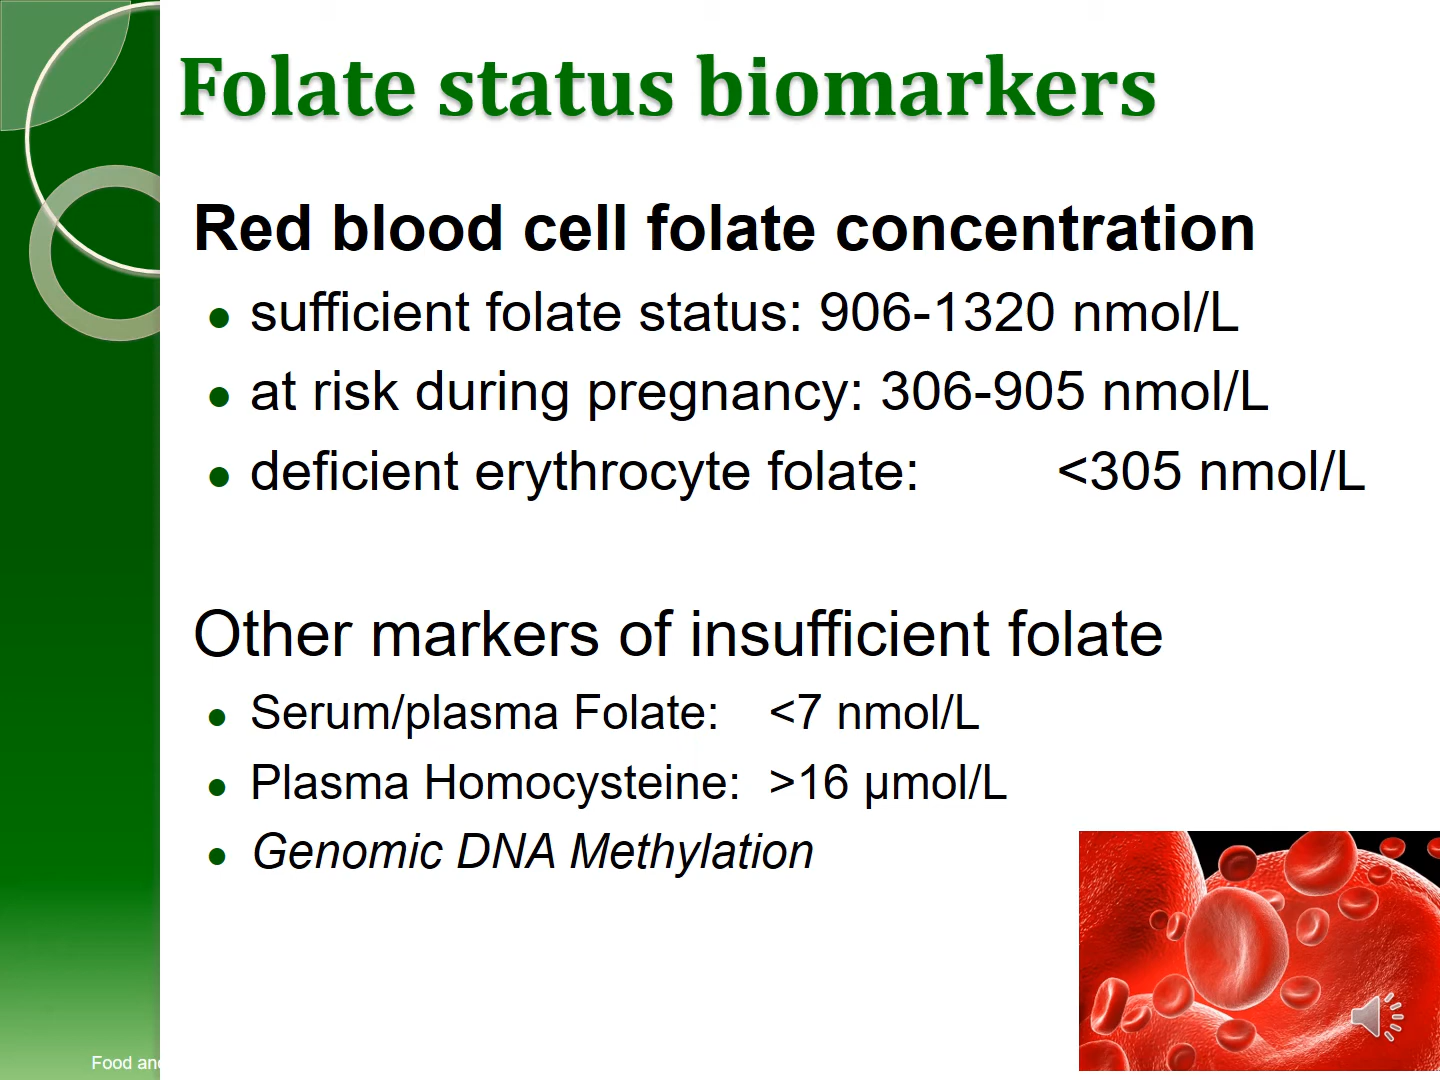 Folate status biomarkers
Red blood cell folate concentration
sufficient folate status: 906-1320 nmol/L
at risk during pregnancy: 306-905 nmol/L
deficient erythrocyte folate: <305 nmol/L
Other markers of insufficient folate
Serum/plasma Folate: <7 nmol/L
Plasma Homocysteine: >16 µmol/L
Genomic DNA Methylation
Food and